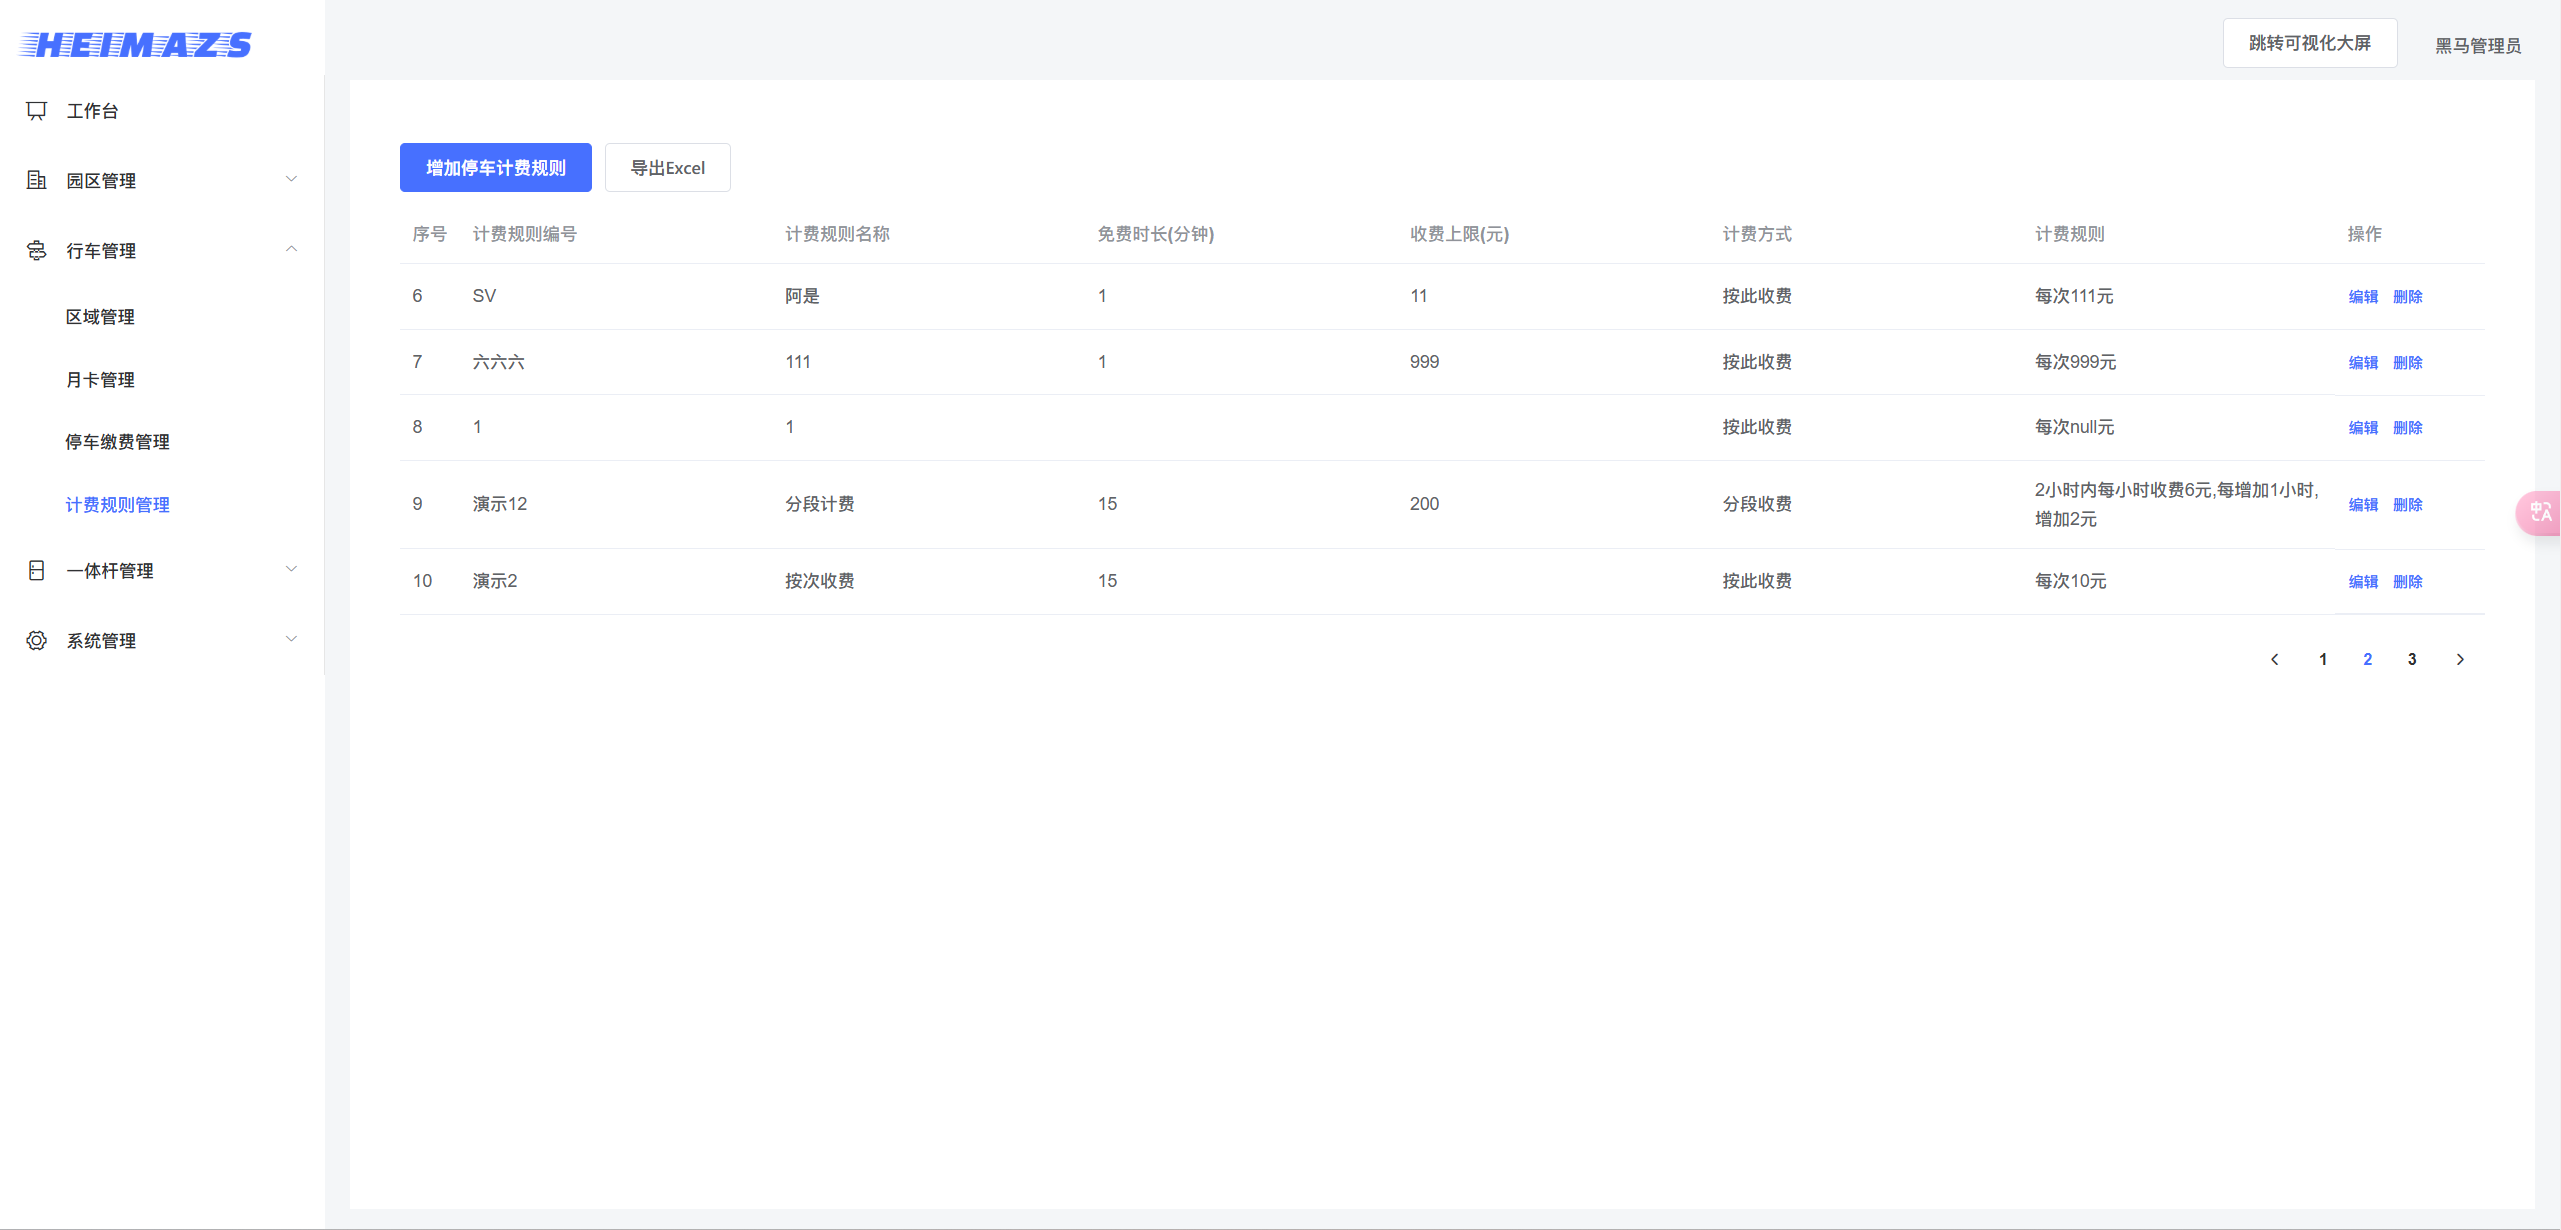 HEIMAZS
跳转可视化大屏
黑马管理员
工作台
园区管理
行车管理
区域管理
月卡管理
停车缴费管理
计费规则管理
一体杆管理
系统管理
增加停车计费规则 导出Excel
序号 计费规则编号 计费规则名称 免费时长(分钟) 收费上限(元) 计费方式 计费规则 操作
6 SV 阿是 1 11 按此收费 每次111元 编辑 删除
7 六六六 111 1 999 按此收费 每次999元 编辑 删除
8 1 1 按此收费 每次null元 编辑 删除
9 演示12 分段计费 15 200 分段收费 2小时内每小时收费6元,每增加1小时, 编辑 删除
增加2元
10 演示2 按次收费 15 按此收费 每次10元 编辑 删除
1 2 3
中A